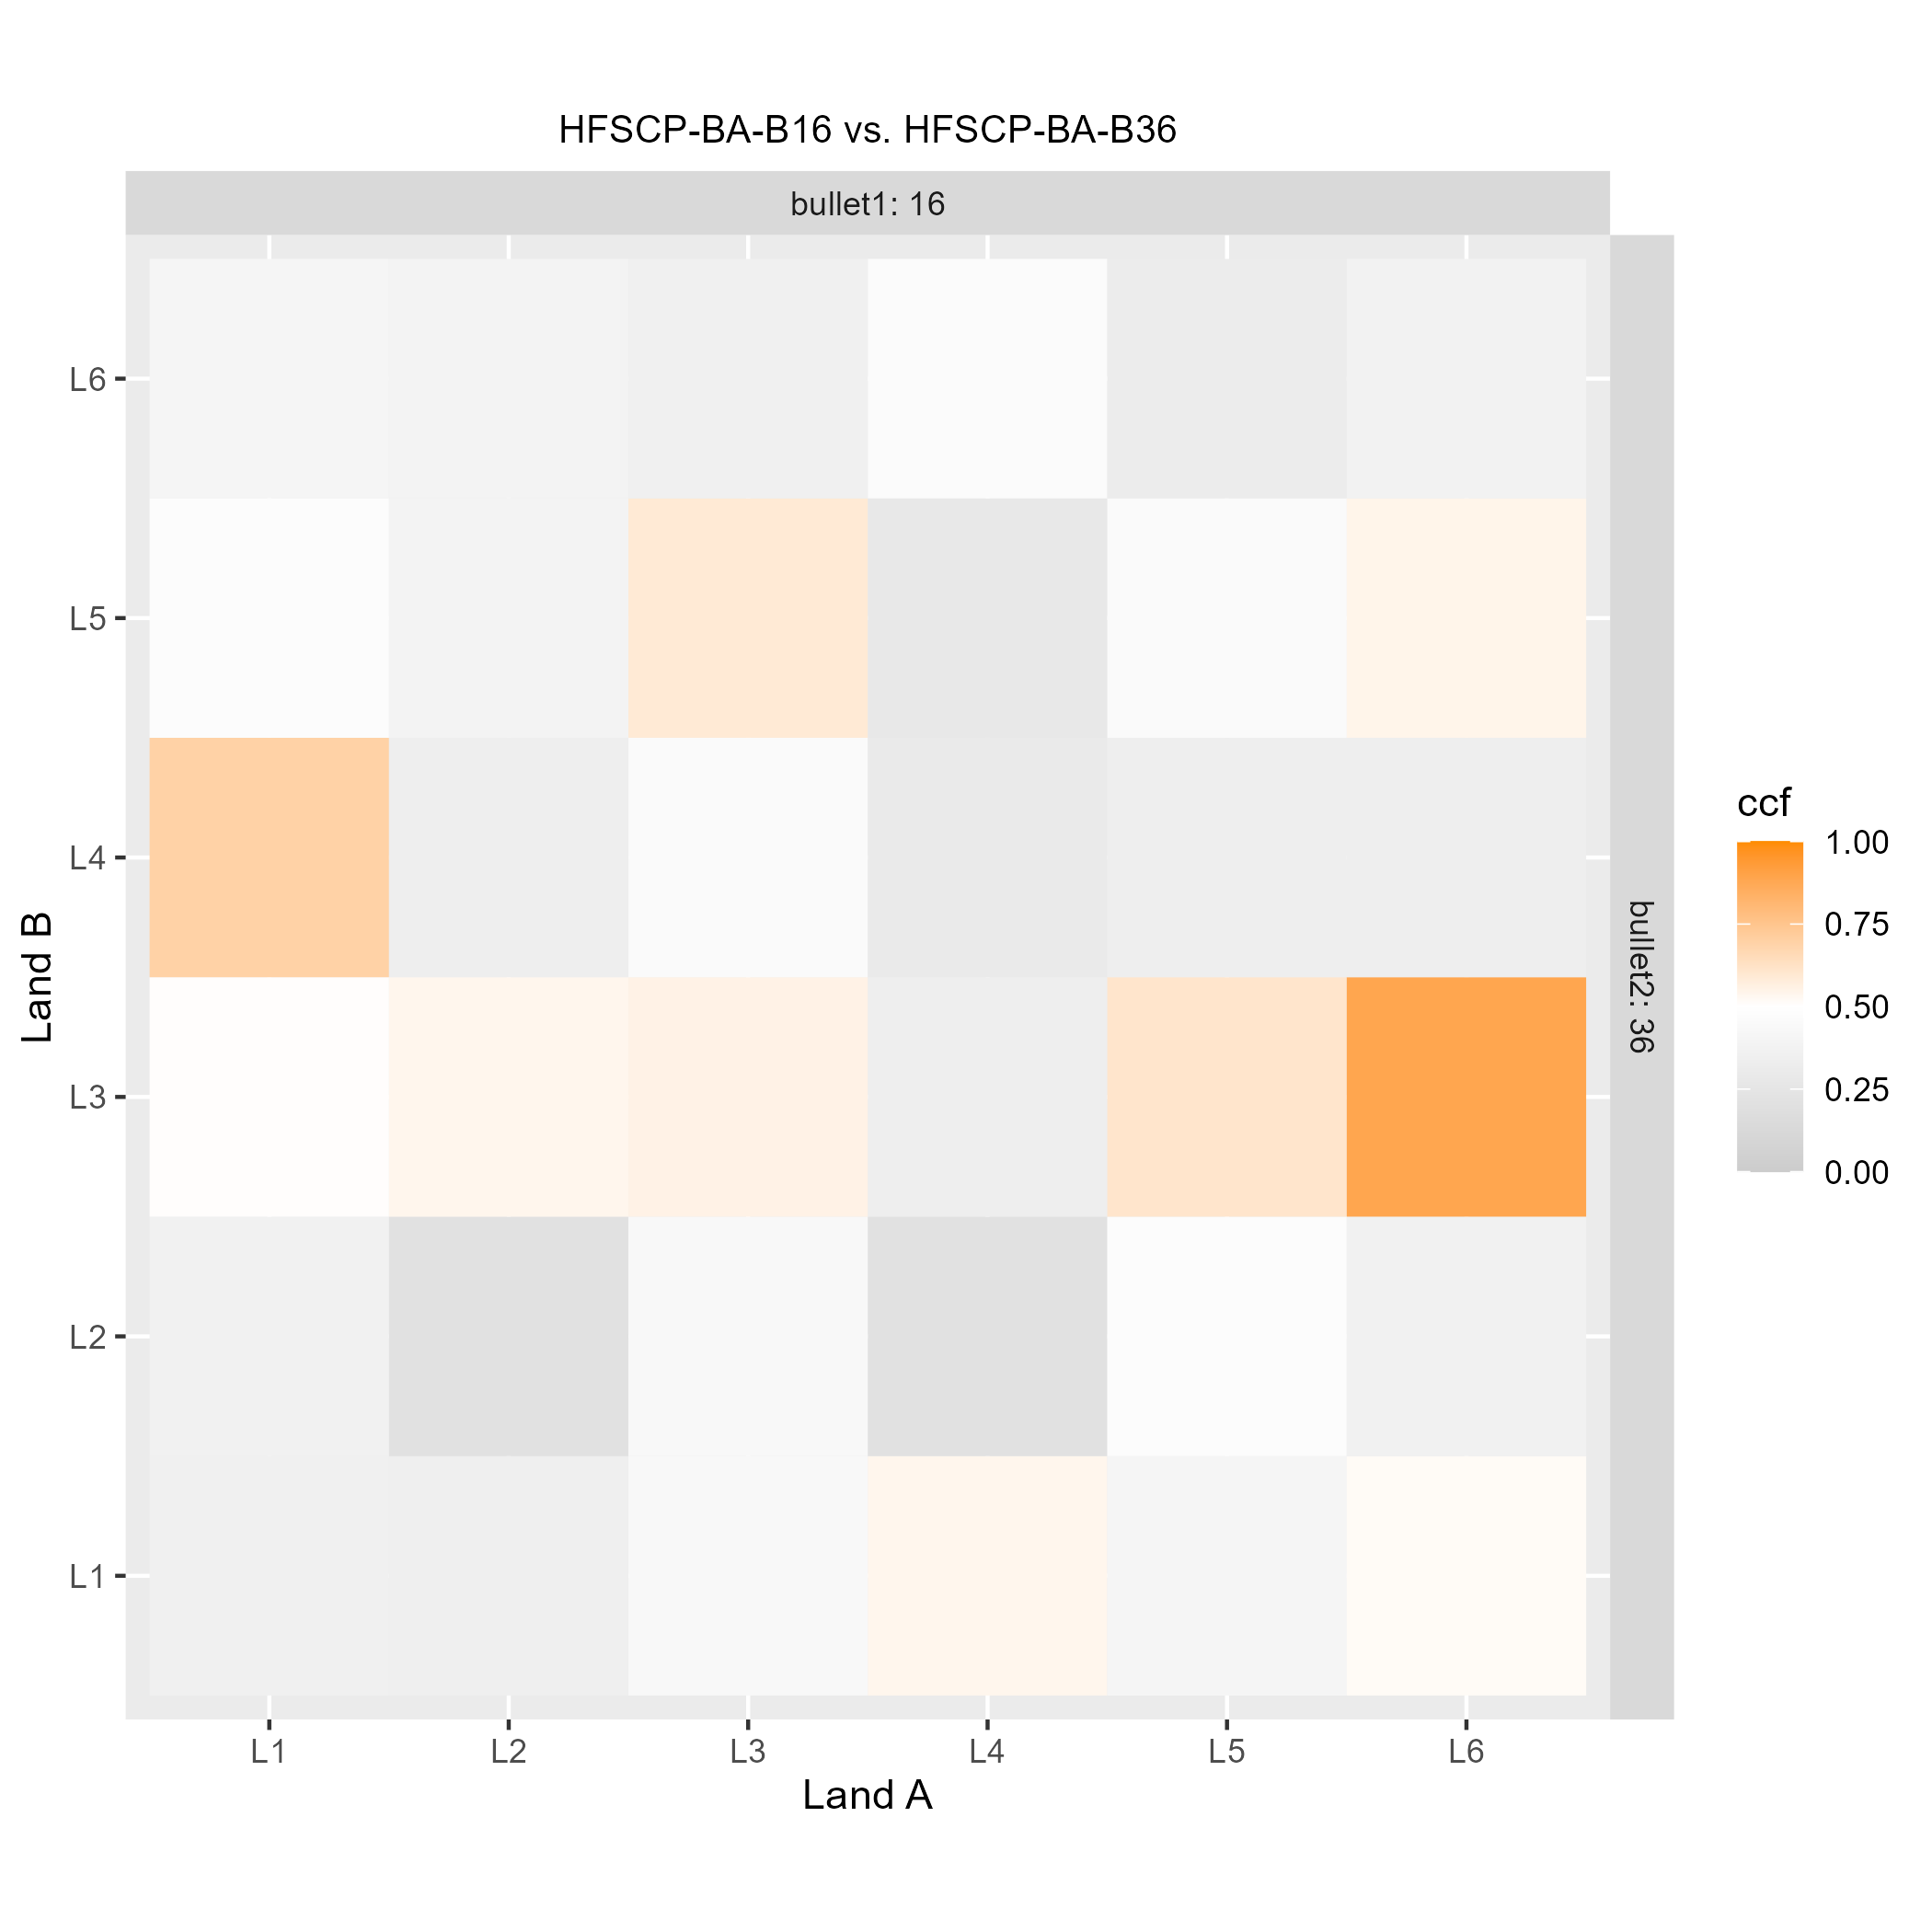 HFSCP-BA-B16 vs. HFSCP-BA-B36
bullet1: 16
L6
L5
L4
L3
L2
L1
Land B
bullet2: 36
L1 L2 L3 L4 L5 L6
Land A
ccf
1.00
0.75
0.50
0.25
0.00